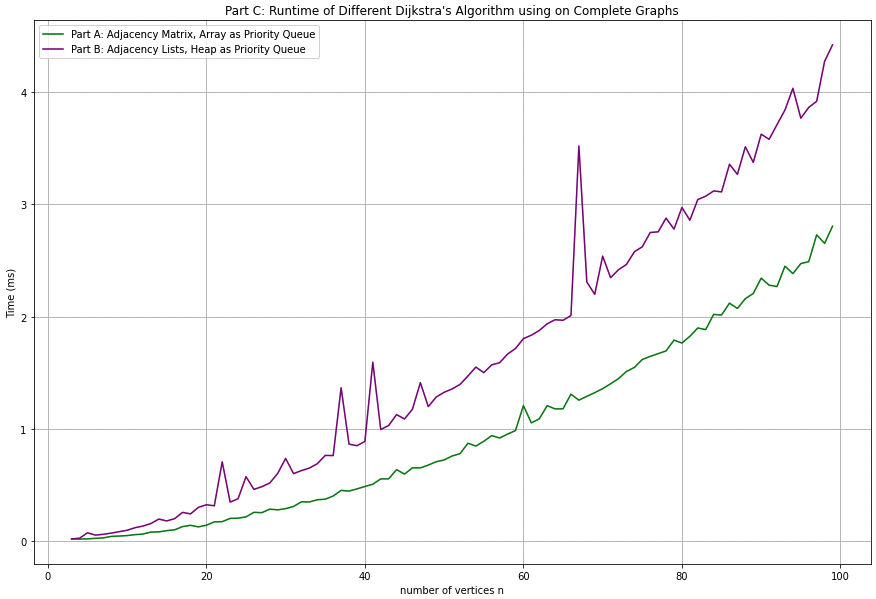 Part C: Runtime of Different Dijkstra's Algorithm using on Complete Graphs
Part A: Adjacency Matrix, Array as Priority Queue
Part B: Adjacency Lists, Heap as Priority Queue
4
3
2
1
0
Time (ms)
0 20 40 60 80 100
number of vertices n